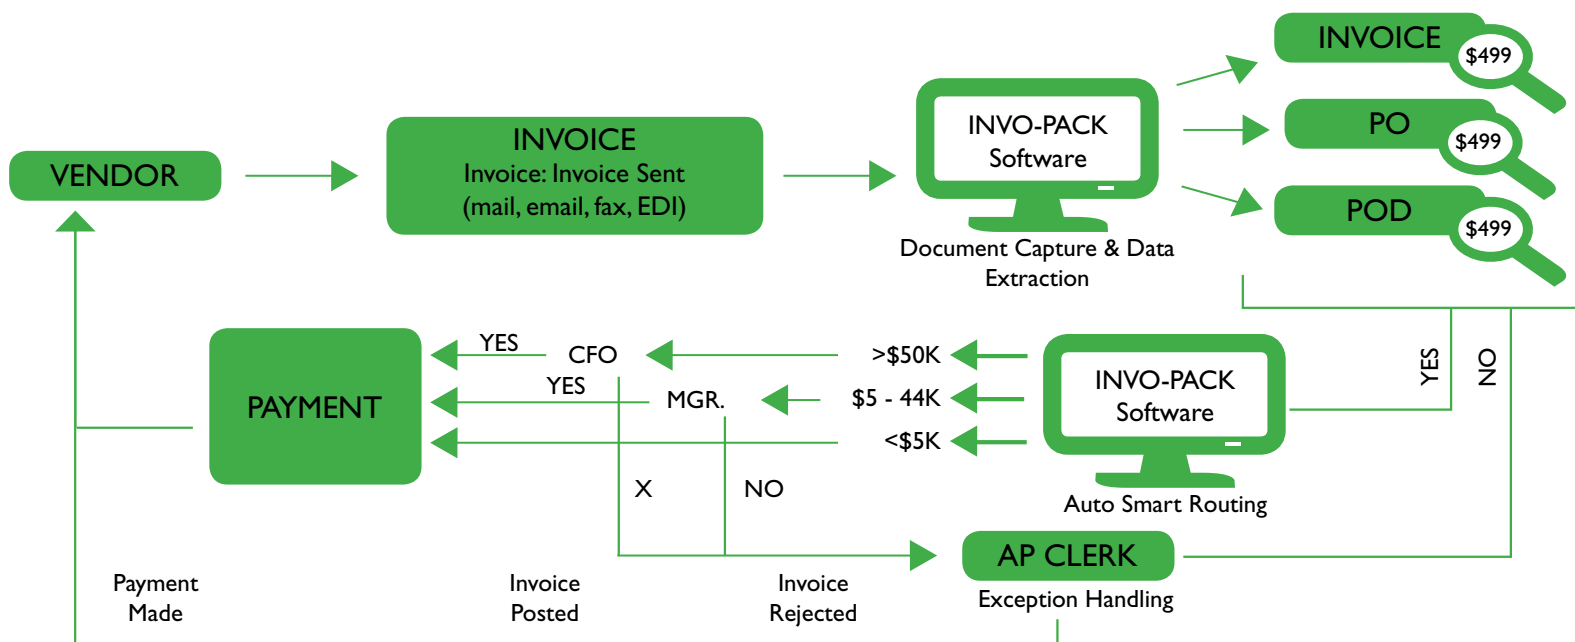 VENDOR
INVOICE
Invoice: Invoice Sent
(mail, email, fax, EDI)
INVO-PACK
Software
Document Capture & Data
Extraction
INVOICE
$499
PO
$499
POD
$499
YES
NO
INVO-PACK
Software
Auto Smart Routing
>$50K
$5 - 44K
<$5K
CFO
YES
MGR.
YES
PAYMENT
X
NO
AP CLERK
Exception Handling
Payment
Made
Invoice
Posted
Invoice
Rejected